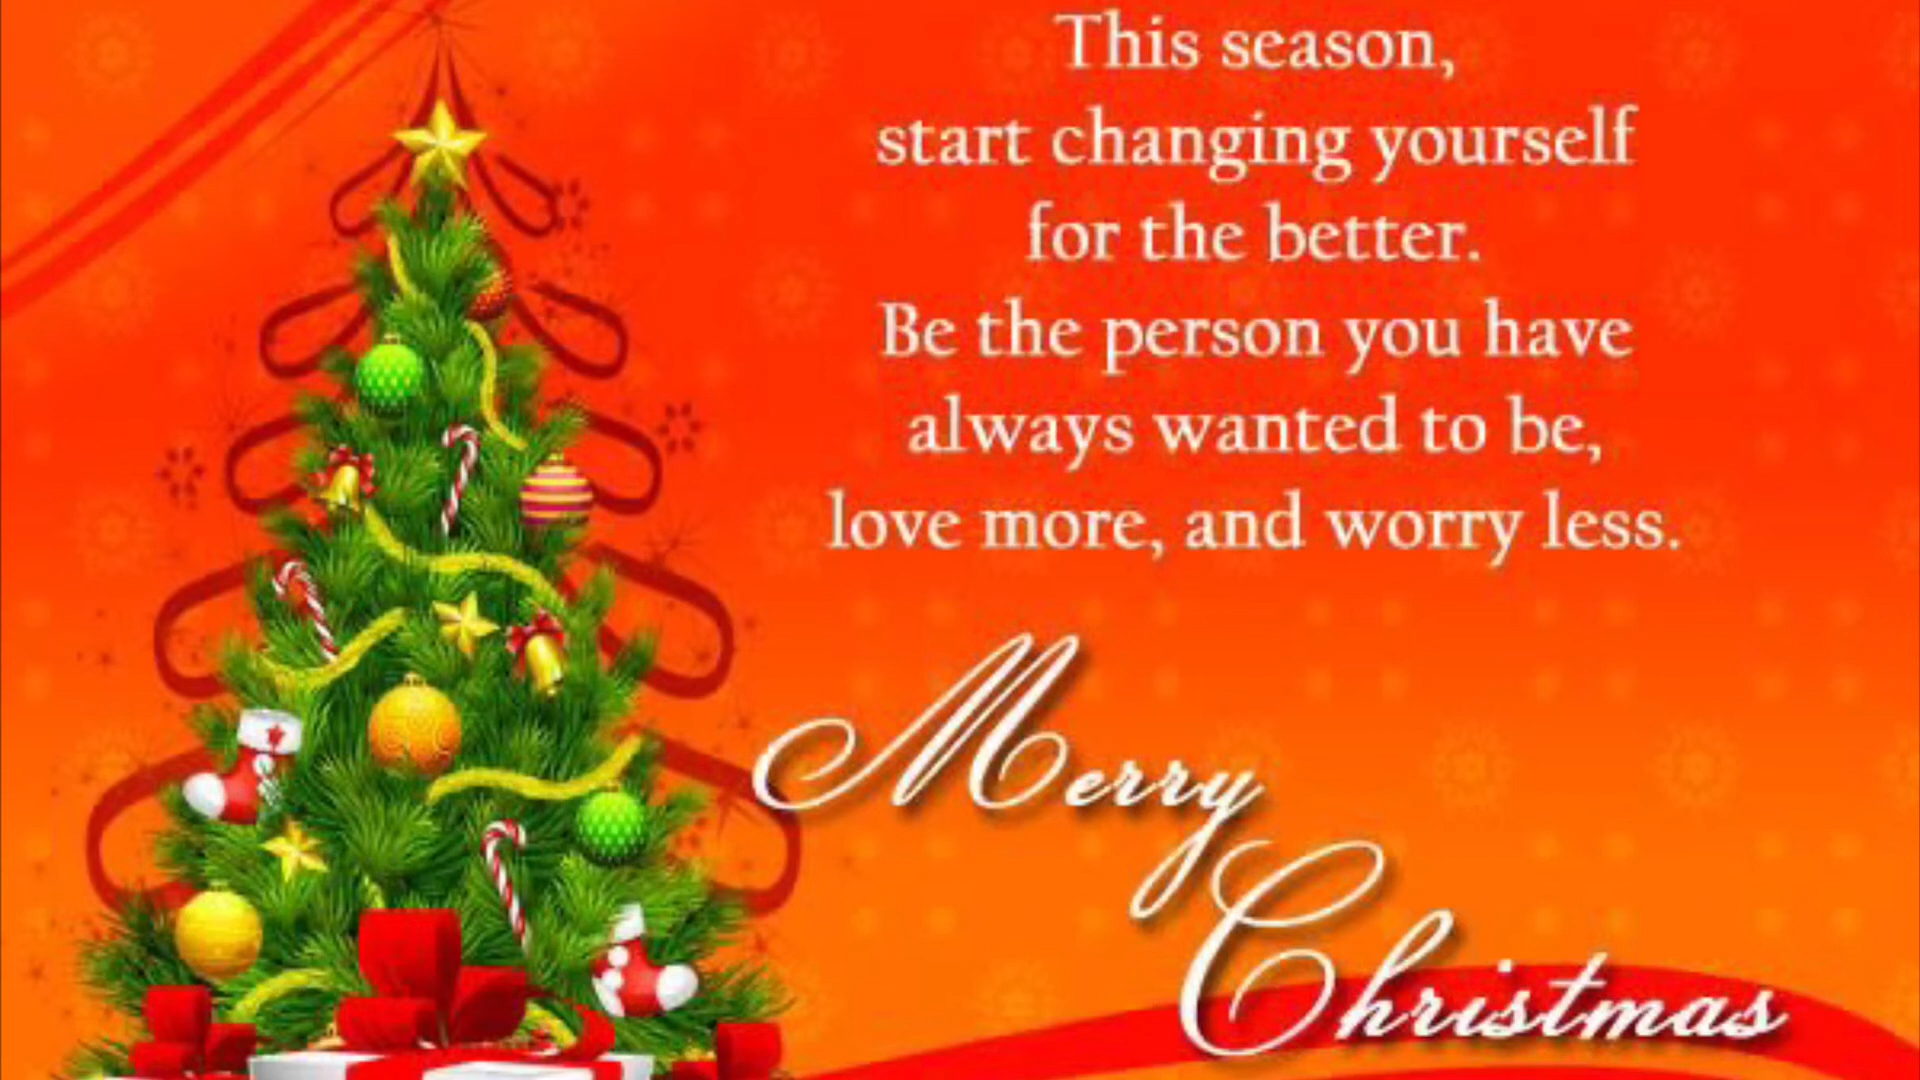 This season,
start changing yourself
for the better.
Be the person you have
always wanted to be,
love more, and worry less.
Merry
Christmas